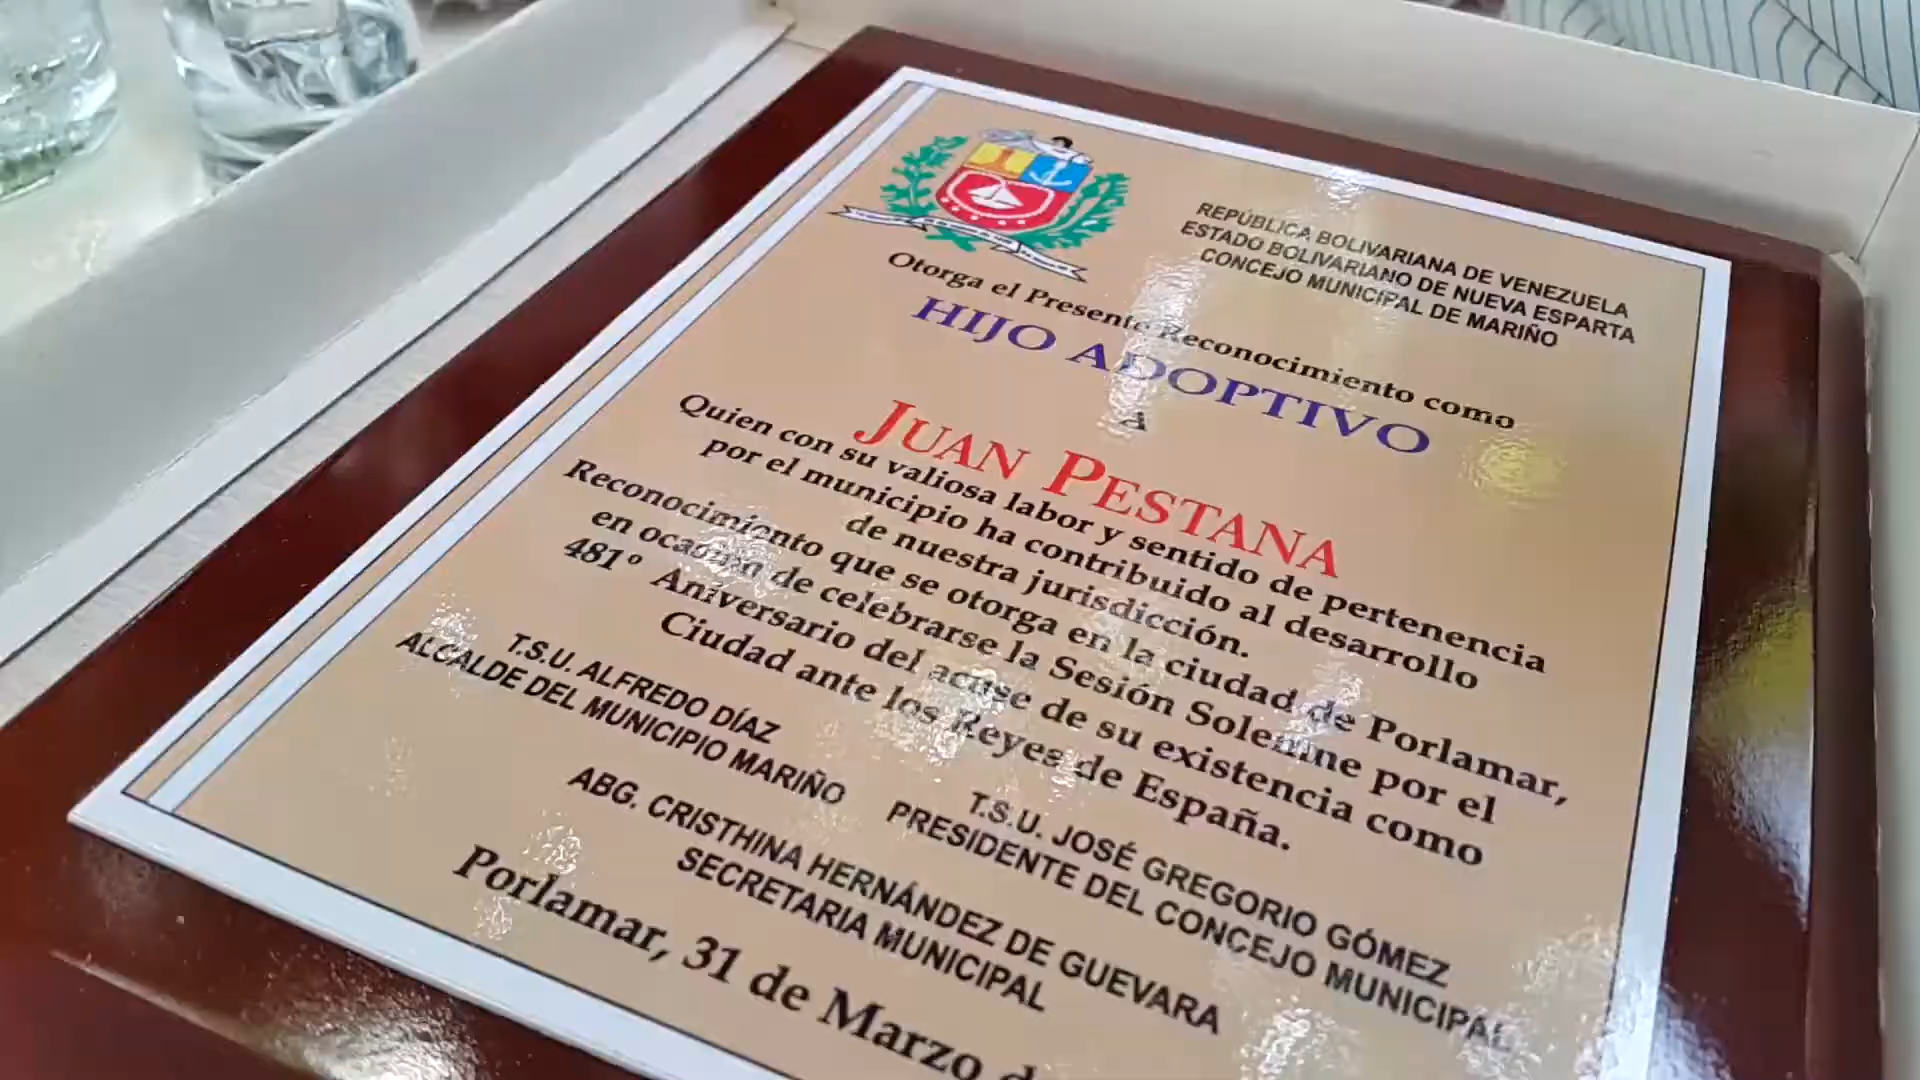 REPÚBLICA BOLIVARIANA DE VENEZUELA
ESTADO BOLIVARIANO DE NUEVA ESPARTA
CONCEJO MUNICIPAL DE MARIÑO
Otorga el Presente Reconocimiento como
HIJO ADOPTIVO
A
JUAN PESTANA
Quien con su valiosa labor y sentido de pertenencia
por el municipio ha contribuido al desarrollo
de nuestra jurisdicción.
Reconocimiento que se otorga en la ciudad de Porlamar,
en ocasión de celebrarse la Sesión Solemne por el
481º Aniversario del acuse de su existencia como
Ciudad ante los Reyes de España.
T.S.U. ALFREDO DÍAZ
ALCALDE DEL MUNICIPIO MARIÑO
T.S.U. JOSÉ GREGORIO GÓMEZ
PRESIDENTE DEL CONCEJO MUNICIPAL
ABG. CRISTHINA HERNÁNDEZ DE GUEVARA
SECRETARIA MUNICIPAL
Porlamar, 31 de Marzo